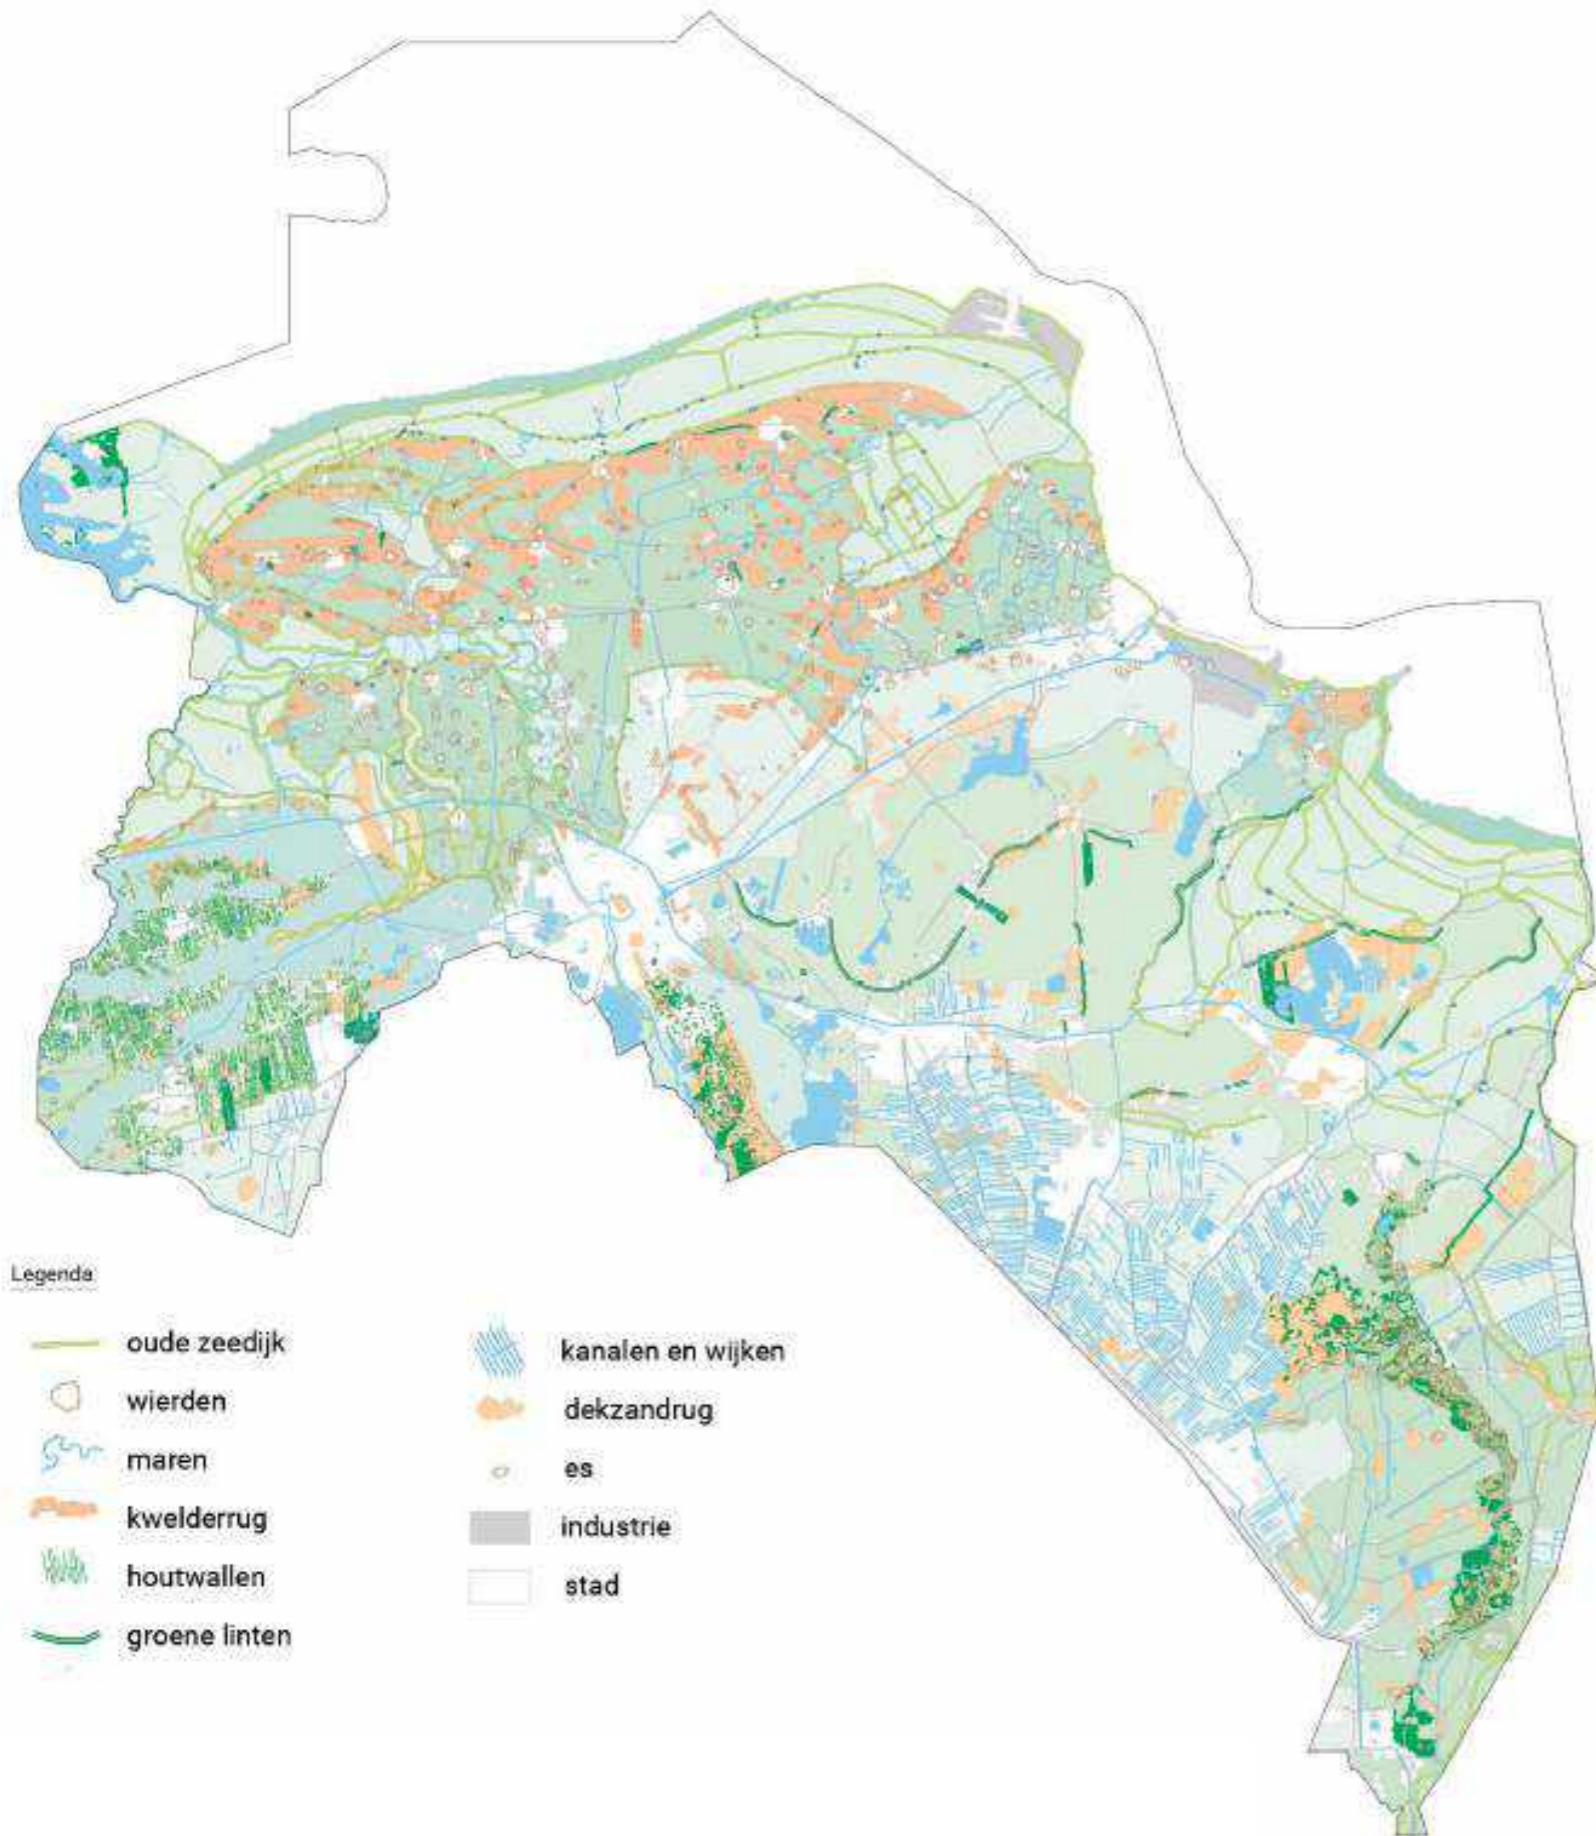 Legenda
oude zeedijk
wierden
maren
kwelderrug
houtwallen
groene linten
kanalen en wijken
dekzandrug
es
industrie
stad